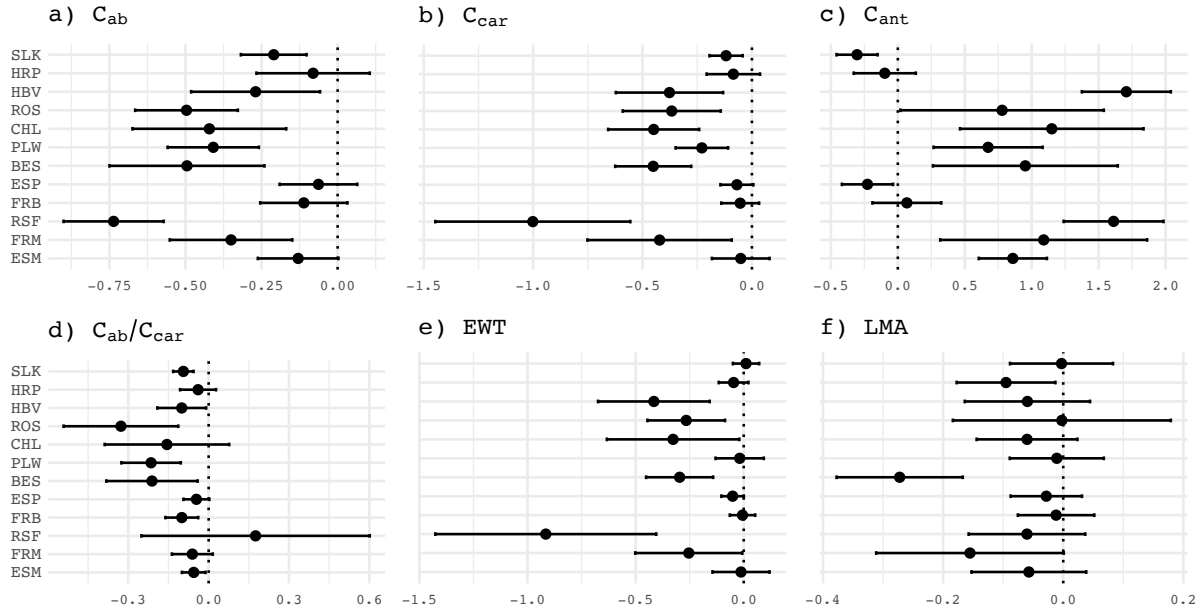 a) Cab b) Ccar c) Cant
SLK
HRP
HBV
ROS
CHL
PLW
BES
ESP
FRB
RSF
FRM
ESM
−0.75 −0.50 −0.25 0.00 −1.5 −1.0 −0.5 0.0 −0.5 0.0 0.5 1.0 1.5 2.0
d) Cab/Ccar e) EWT f) LMA
SLK
HRP
HBV
ROS
CHL
PLW
BES
ESP
FRB
RSF
FRM
ESM
−0.3 0.0 0.3 0.6 −1.5 −1.0 −0.5 0.0 −0.4 −0.2 0.0 0.2